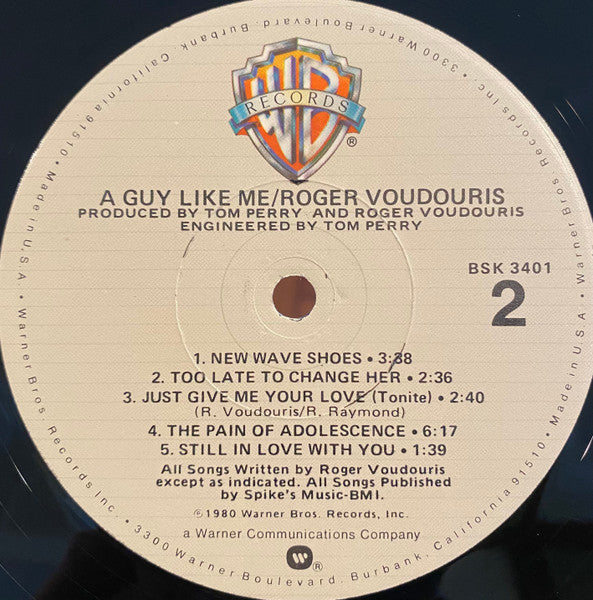 WB
RECORDS
®
A GUY LIKE ME/ROGER VOUDOURIS
PRODUCED BY TOM PERRY AND ROGER VOUDOURIS
ENGINEERED BY TOM PERRY
BSK 3401
2
1. NEW WAVE SHOES • 3:38
2. TOO LATE TO CHANGE HER • 2:36
3. JUST GIVE ME YOUR LOVE (Tonite) • 2:40
(R. Voudouris/R. Raymond)
4. THE PAIN OF ADOLESCENCE • 6:17
5. STILL IN LOVE WITH YOU • 1:39
All Songs Written by Roger Voudouris
except as indicated. All Songs Published
by Spike's Music-BMI.
℗1980 Warner Bros. Records, Inc.
a Warner Communications Company
W ®
Warner Bros. Records Inc. • 3300 Warner Boulevard, Burbank, California 91510 • Made in U.S.A. • Warner Bros. Records Inc. • 3300 Warner Boulevard, Burbank, California 91510 • Made in U.S.A. •